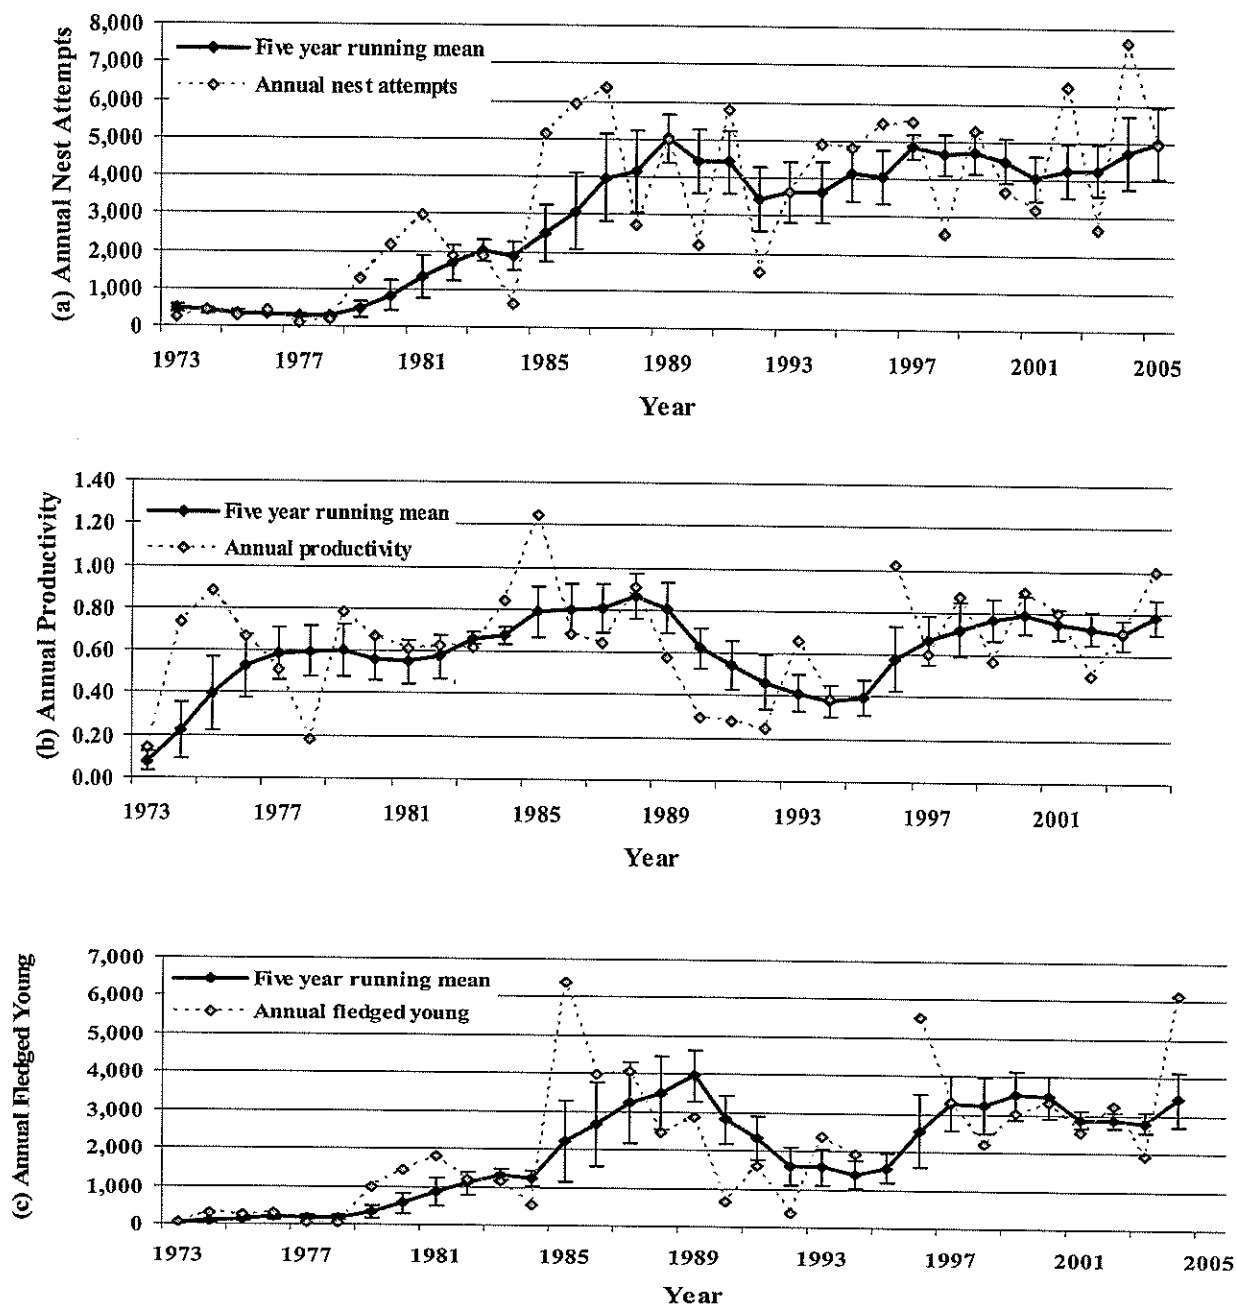 (a) Annual Nest Attempts
8,000
7,000
6,000
5,000
4,000
3,000
2,000
1,000
0
Five year running mean
Annual nest attempts
1973 1977 1981 1985 1989 1993 1997 2001 2005
Year
(b) Annual Productivity
1.40
1.20
1.00
0.80
0.60
0.40
0.20
0.00
Five year running mean
Annual productivity
1973 1977 1981 1985 1989 1993 1997 2001
Year
(c) Annual Fledged Young
7,000
6,000
5,000
4,000
3,000
2,000
1,000
0
Five year running mean
Annual fledged young
1973 1977 1981 1985 1989 1993 1997 2001 2005
Year